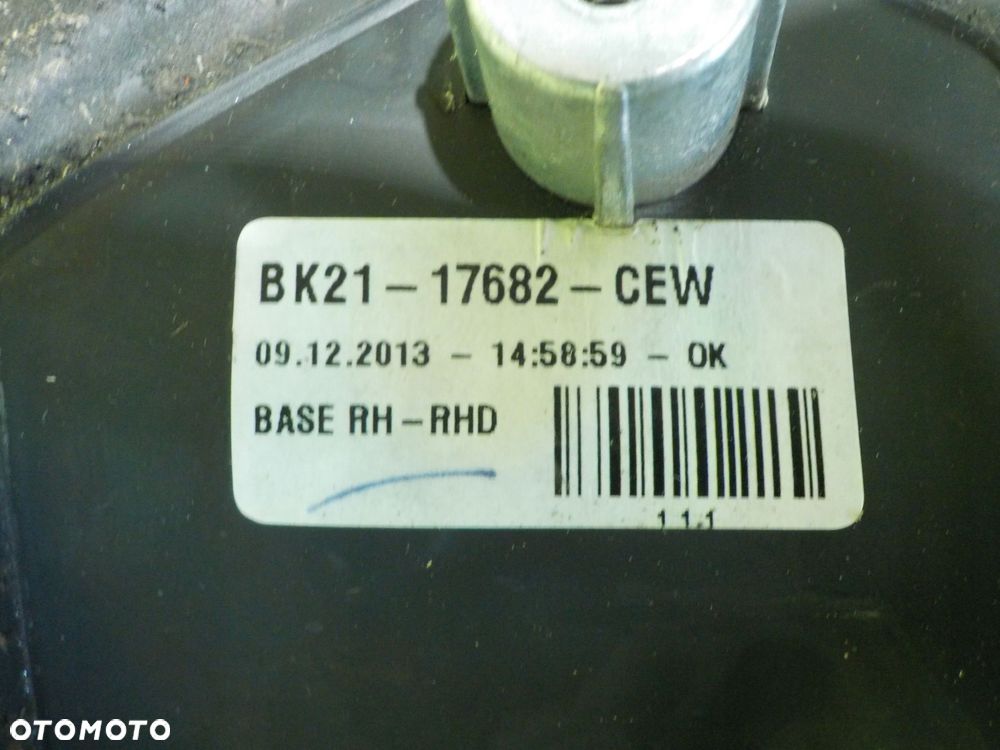 BK21-17682-CEW
09.12.2013 - 14:58:59 - OK
BASE RH-RHD
1 1.1
OTOMOTO